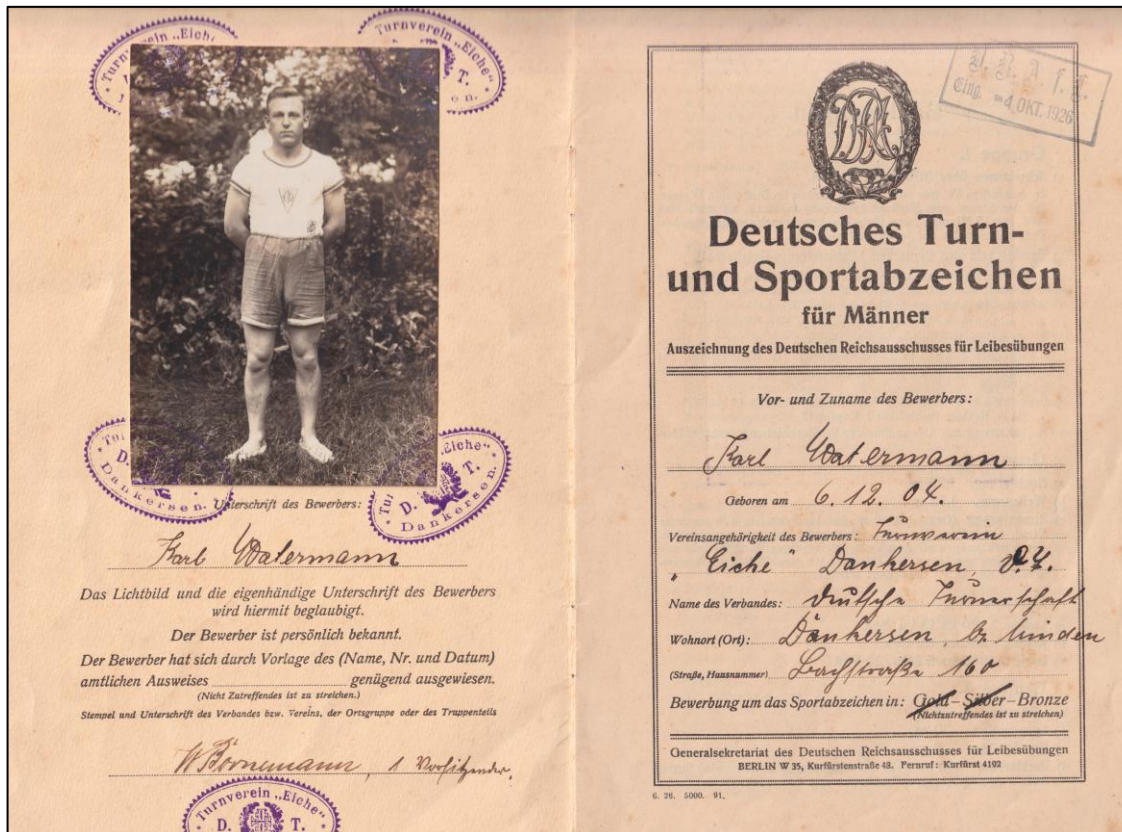 Turnverein „Eiche“
T.
Turnverein „Eiche“
D. T.
Dankersen.
Unterschrift des Bewerbers:
Karl Watermann
Das Lichtbild und die eigenhändige Unterschrift des Bewerbers
wird hiermit beglaubigt.
Der Bewerber ist persönlich bekannt.
Der Bewerber hat sich durch Vorlage des (Name, Nr. und Datum)
amtlichen Ausweises genügend ausgewiesen.
(Nicht Zutreffendes ist zu streichen.)
Stempel und Unterschrift des Verbandes bzw. Vereins, der Ortsgruppe oder des Truppenteils
W Bornemann, 1 Vorsitzender.
Turnverein „Eiche“
D. T.
Eing. -4. OKT. 1926
DRA
Deutsches Turn-
und Sportabzeichen
für Männer
Auszeichnung des Deutschen Reichsausschusses für Leibesübungen
Vor- und Zuname des Bewerbers:
Karl Watermann
Geboren am 6. 12. 04.
Vereinsangehörigkeit des Bewerbers: Turnverein
„Eiche“ Dankersen, D.T.
Name des Verbandes: Deutsche Turnerschaft
Wohnort (Ort): Dankersen, bz Minden
(Straße, Hausnummer) Bachstraße 160
Bewerbung um das Sportabzeichen in: Gold – Silber – Bronze
(Nichtzutreffendes ist zu streichen)
Generalsekretariat des Deutschen Reichsausschusses für Leibesübungen
BERLIN W 35, Kurfürstenstraße 48. Fernruf: Kurfürst 4192
6. 26. 5000. 91.